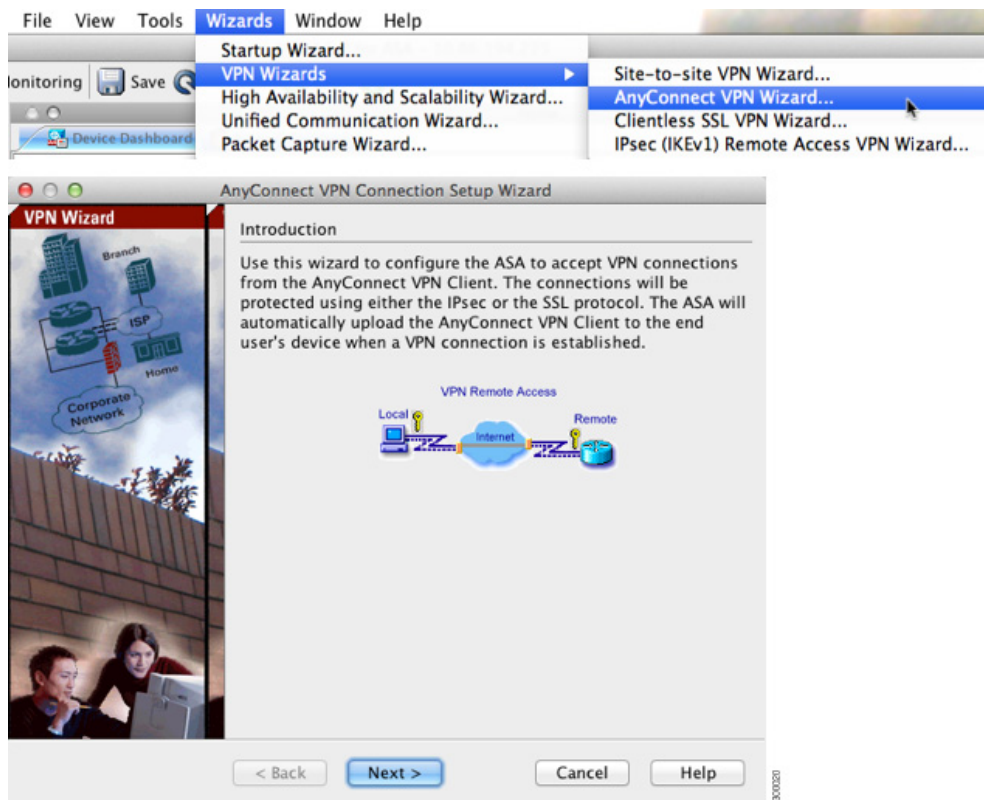 File View Tools Wizards Window Help
Startup Wizard...
onitoring Save VPN Wizards Site-to-site VPN Wizard...
High Availability and Scalability Wizard... AnyConnect VPN Wizard...
Unified Communication Wizard... Clientless SSL VPN Wizard...
Device Dashboard Packet Capture Wizard... IPsec (IKEv1) Remote Access VPN Wizard...
AnyConnect VPN Connection Setup Wizard
VPN Wizard
Branch
ISP
Home
Corporate
Network
Introduction
Use this wizard to configure the ASA to accept VPN connections
from the AnyConnect VPN Client. The connections will be
protected using either the IPsec or the SSL protocol. The ASA will
automatically upload the AnyConnect VPN Client to the end
user's device when a VPN connection is established.
VPN Remote Access
Local
Internet
Remote
< Back Next > Cancel Help